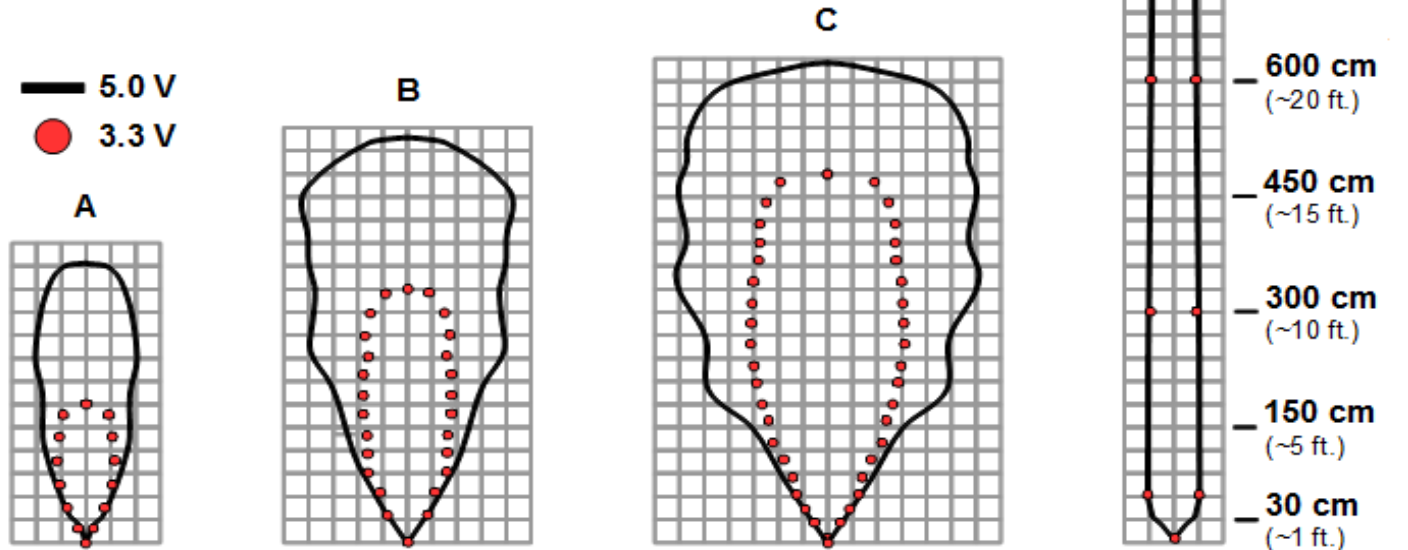 5.0 V
3.3 V
A
B
C
600 cm
(~20 ft.)
450 cm
(~15 ft.)
300 cm
(~10 ft.)
150 cm
(~5 ft.)
30 cm
(~1 ft.)